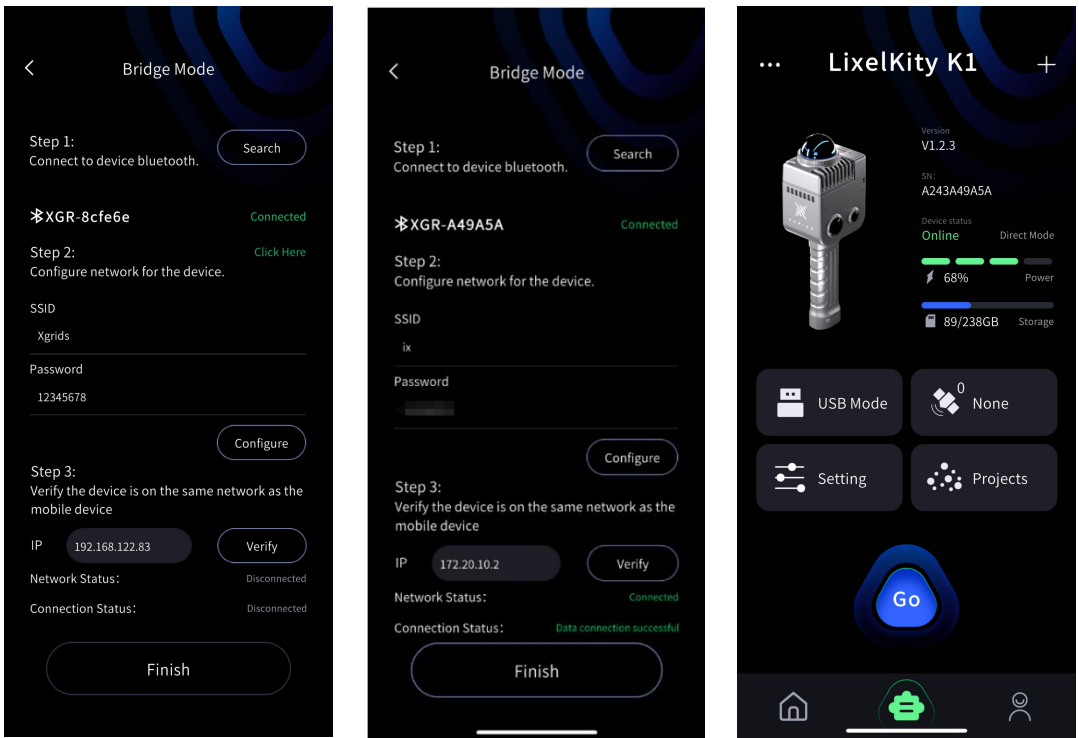 Bridge Mode
Step 1:
Connect to device bluetooth.
Search
XGR-8cfe6e
Connected
Step 2:
Click Here
Configure network for the device.
SSID
Xgrids
Password
12345678
Configure
Step 3:
Verify the device is on the same network as the
mobile device
IP
192.168.122.83
Verify
Network Status:
Disconnected
Connection Status:
Disconnected
Finish
Bridge Mode
Step 1:
Connect to device bluetooth.
Search
XGR-A49A5A
Connected
Step 2:
Configure network for the device.
SSID
ix
Password
Configure
Step 3:
Verify the device is on the same network as the
mobile device
IP
172.20.10.2
Verify
Network Status:
Connected
Connection Status:
Data connection successful
Finish
LixelKity K1
Version
V1.2.3
SN:
A243A49A5A
Device status
Online
Direct Mode
68%
Power
89/238GB
Storage
USB Mode
0
None
Setting
Projects
Go